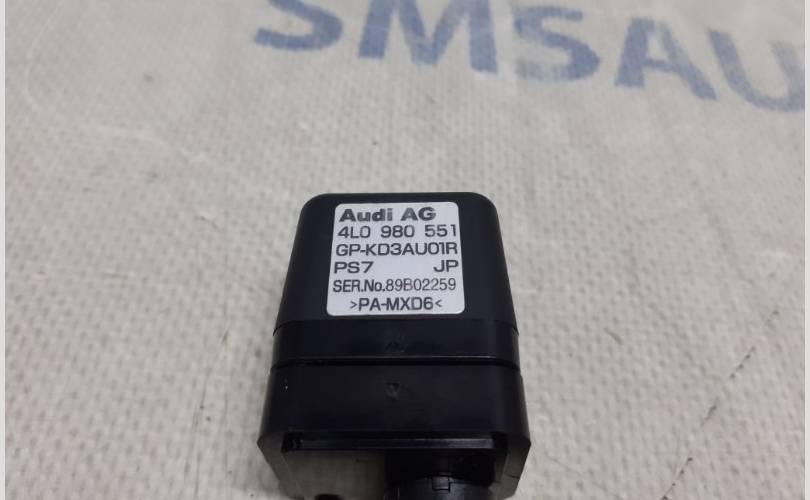 SMSAU
Audi AG
4L0 980 551
GP-KD3AU01R
PS7 JP
SER.No.89B02259
>PA-MXD6<